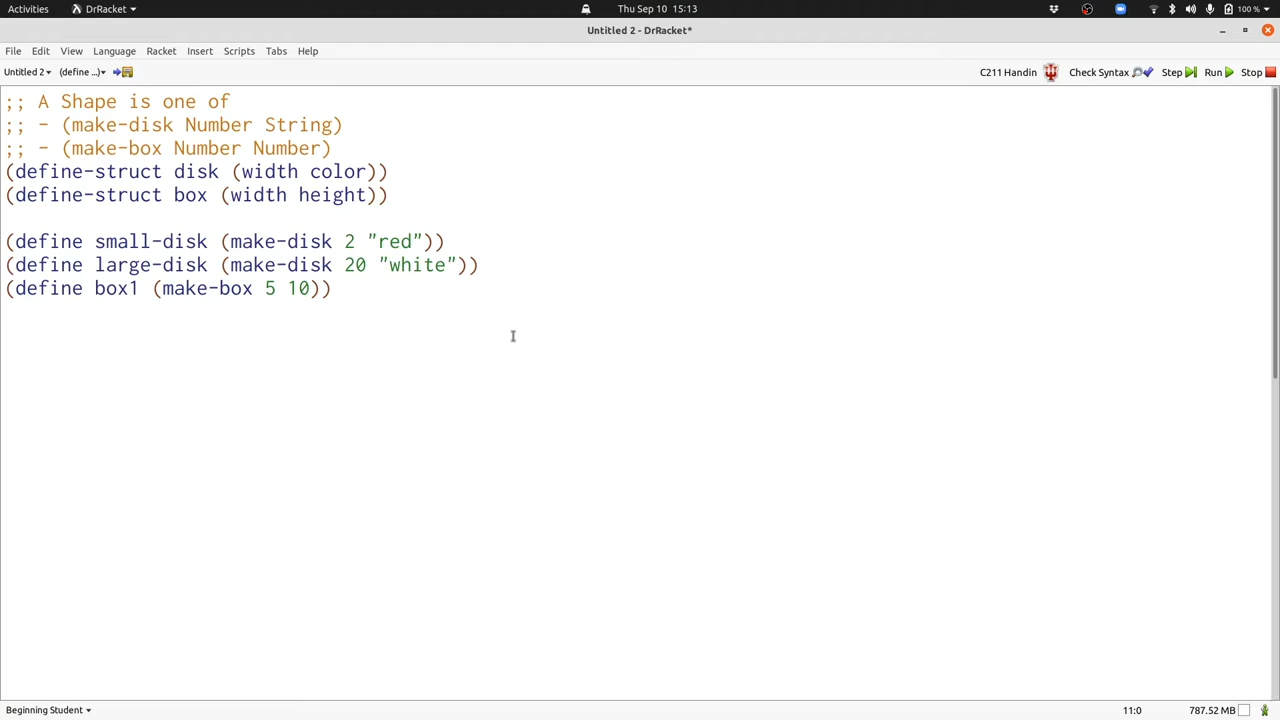 Activities DrRacket Thu Sep 10 15:13 100 %
Untitled 2 - DrRacket*
File Edit View Language Racket Insert Scripts Tabs Help
Untitled 2 (define ...) C211 Handin Check Syntax Step Run Stop
;; A Shape is one of
;; - (make-disk Number String)
;; - (make-box Number Number)
(define-struct disk (width color))
(define-struct box (width height))
(define small-disk (make-disk 2 "red"))
(define large-disk (make-disk 20 "white"))
(define box1 (make-box 5 10))
Beginning Student 11:0 787.52 MB